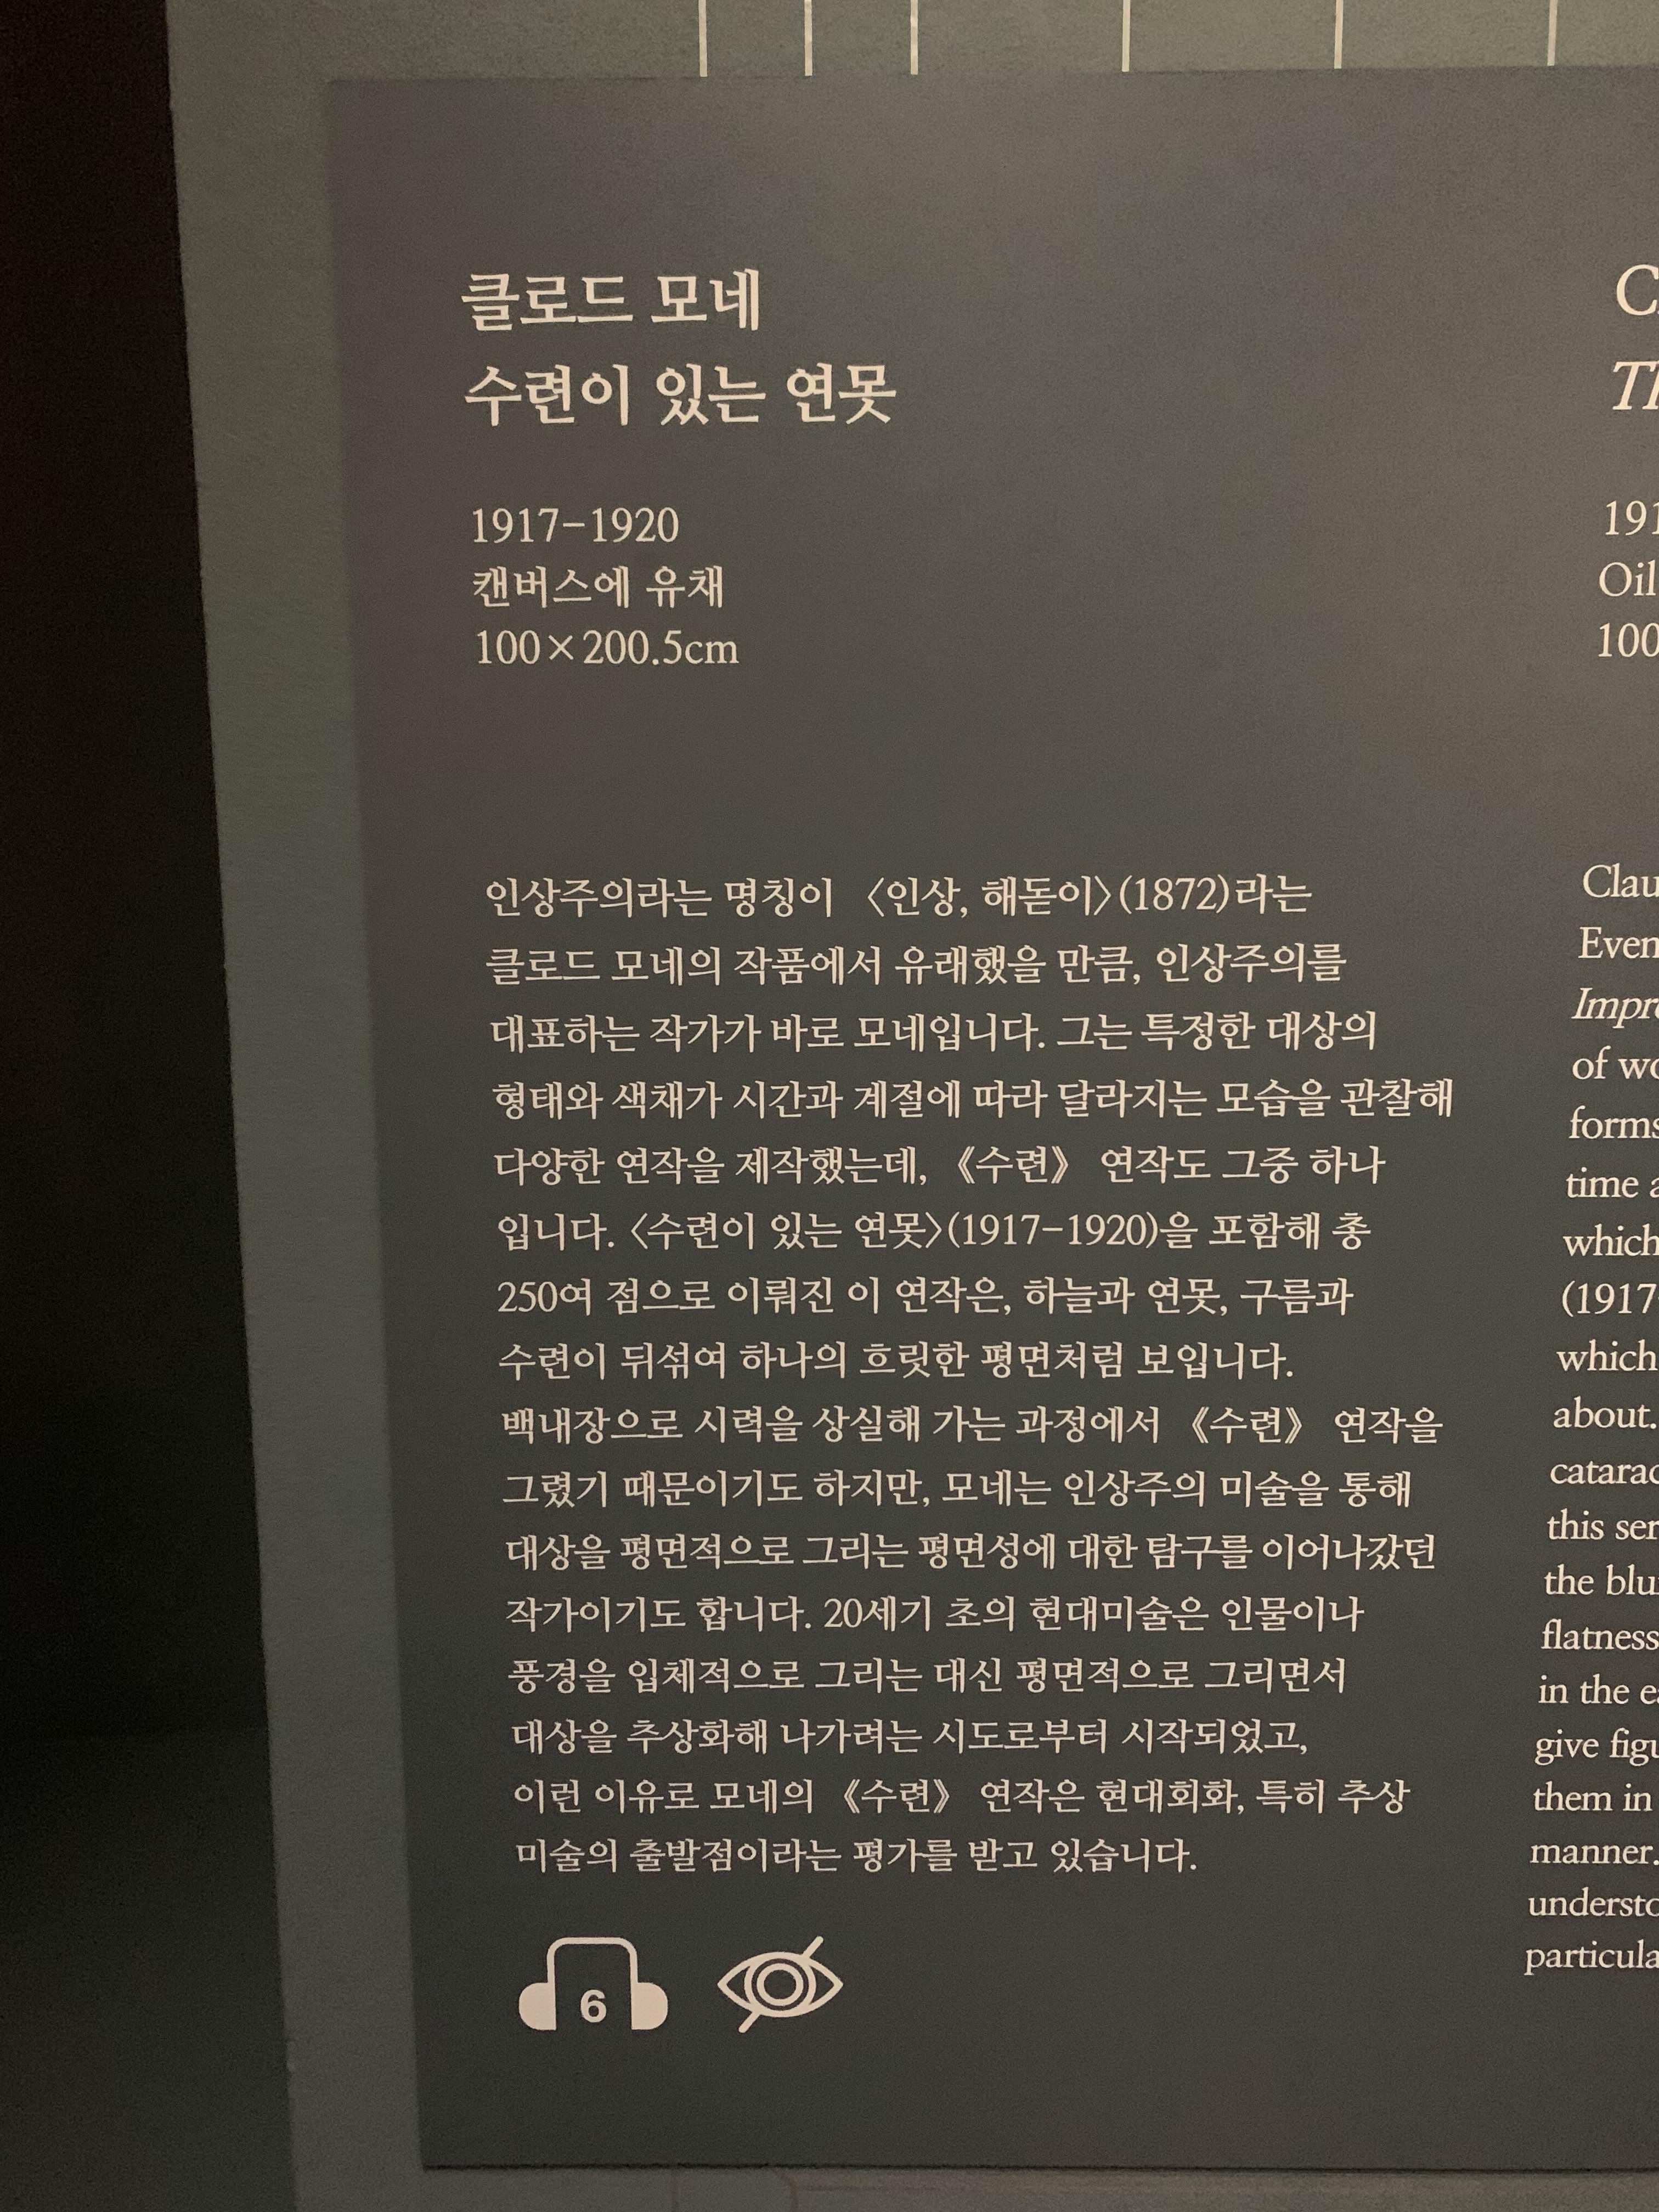 클로드 모네
수련이 있는 연못
1917-1920
캔버스에 유채
100×200.5cm
인상주의라는 명칭이 〈인상, 해돋이〉(1872)라는
클로드 모네의 작품에서 유래했을 만큼, 인상주의를
대표하는 작가가 바로 모네입니다. 그는 특정한 대상의
형태와 색채가 시간과 계절에 따라 달라지는 모습을 관찰해
다양한 연작을 제작했는데, 《수련》 연작도 그중 하나
입니다. 〈수련이 있는 연못〉(1917-1920)을 포함해 총
250여 점으로 이뤄진 이 연작은, 하늘과 연못, 구름과
수련이 뒤섞여 하나의 흐릿한 평면처럼 보입니다.
백내장으로 시력을 상실해 가는 과정에서 《수련》 연작을
그렸기 때문이기도 하지만, 모네는 인상주의 미술을 통해
대상을 평면적으로 그리는 평면성에 대한 탐구를 이어나갔던
작가이기도 합니다. 20세기 초의 현대미술은 인물이나
풍경을 입체적으로 그리는 대신 평면적으로 그리면서
대상을 추상화해 나가려는 시도로부터 시작되었고,
이런 이유로 모네의 《수련》 연작은 현대회화, 특히 추상
미술의 출발점이라는 평가를 받고 있습니다.
6
Oil
100
Even
of
forms
time
which
(1917
which
about.
this
the
flatness
in the
give
them in
manner.